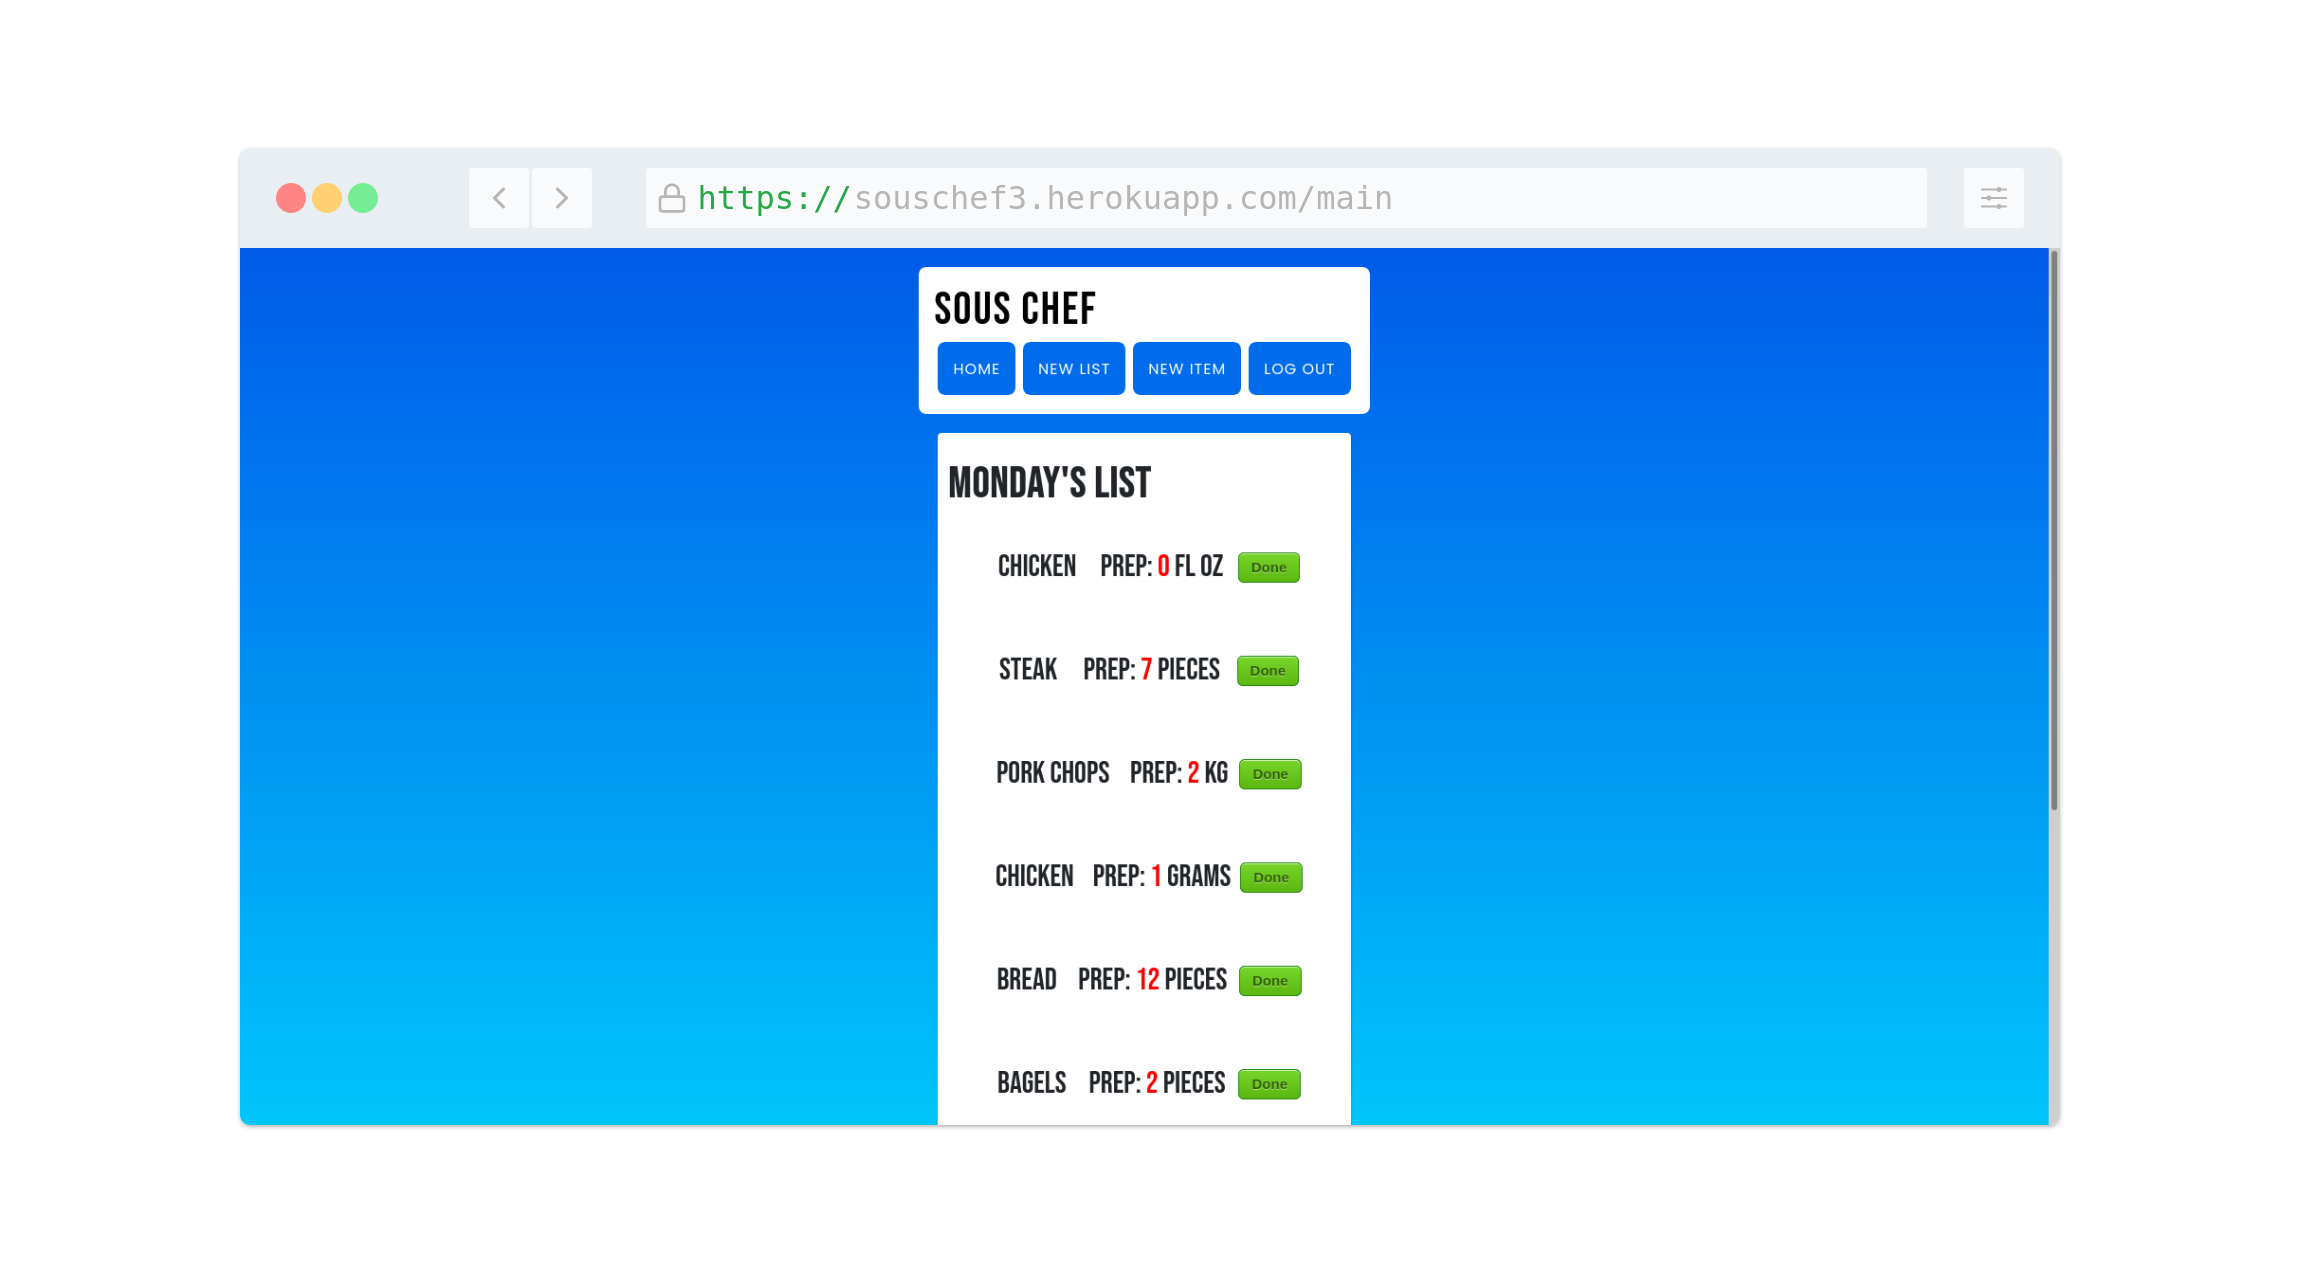 https://souschef3.herokuapp.com/main
SOUS CHEF
HOME NEW LIST NEW ITEM LOG OUT
MONDAY'S LIST
CHICKEN PREP: 0 FL OZ Done
STEAK PREP: 7 PIECES Done
PORK CHOPS PREP: 2 KG Done
CHICKEN PREP: 1 GRAMS Done
BREAD PREP: 12 PIECES Done
BAGELS PREP: 2 PIECES Done